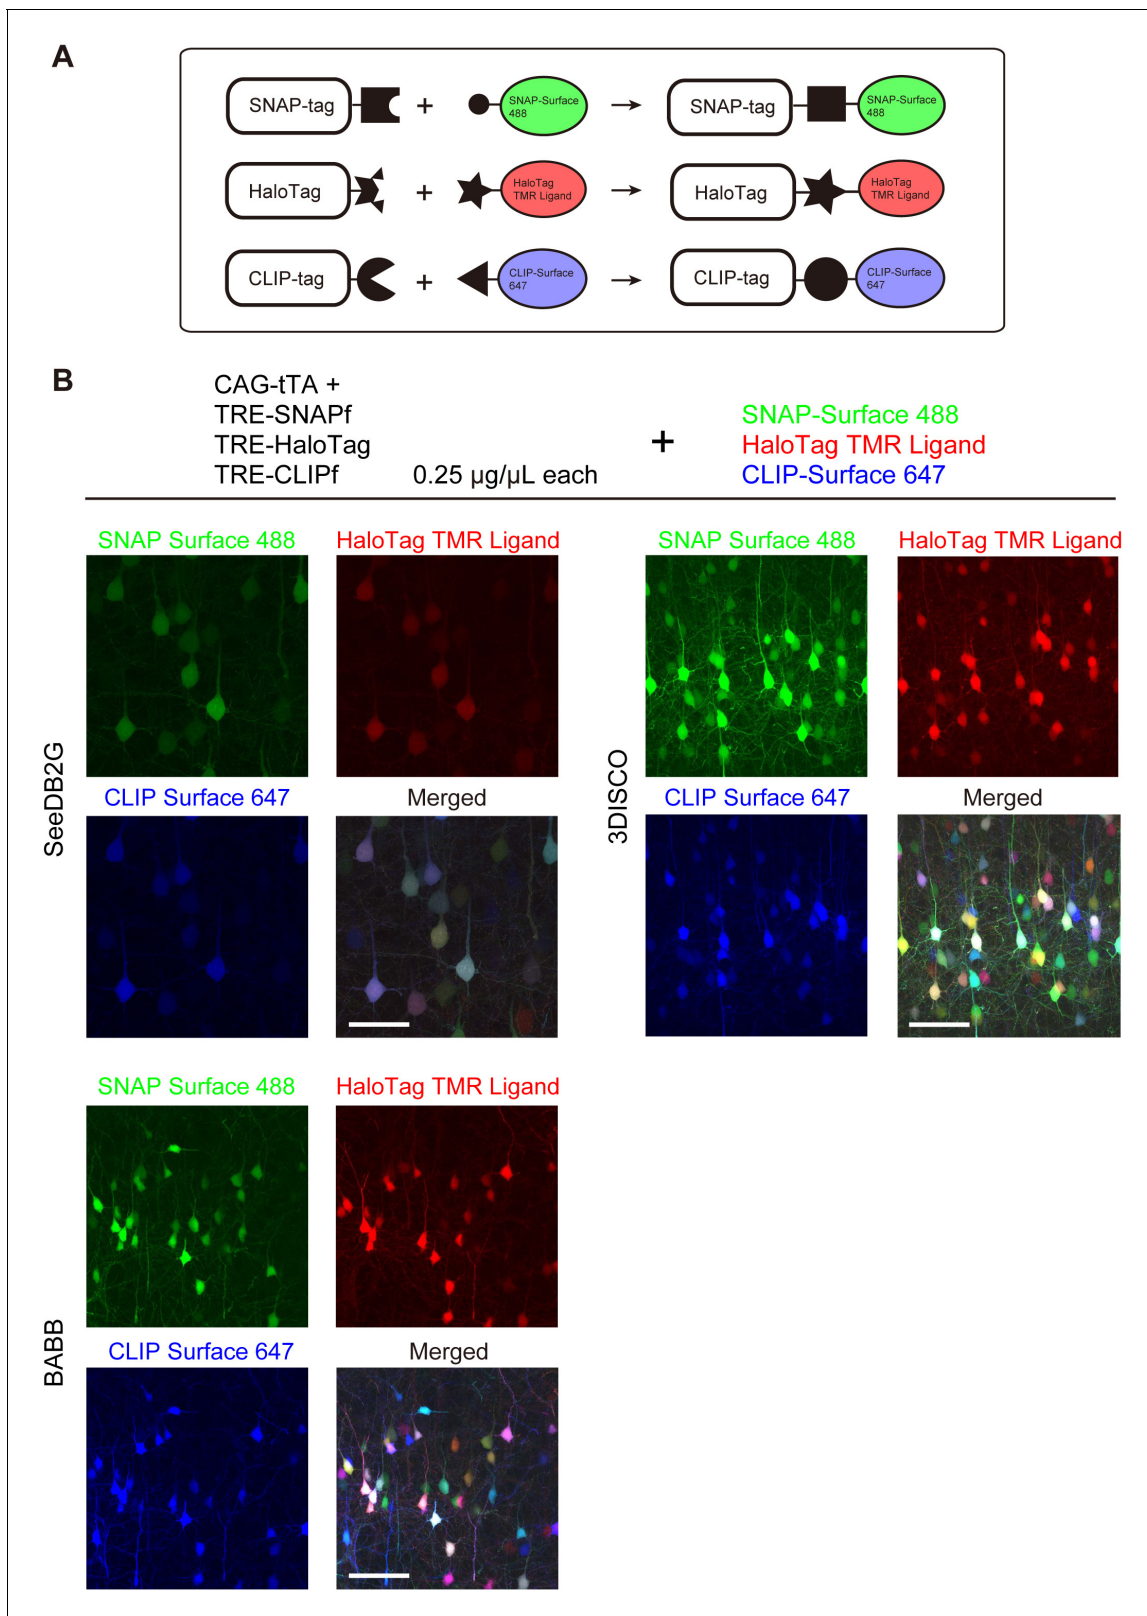 A
SNAP-tag
+
SNAP-Surface
488
SNAP-tag
SNAP-Surface
488
HaloTag
+
HaloTag
TMR Ligand
HaloTag
HaloTag
TMR Ligand
CLIP-tag
+
CLIP-Surface
647
CLIP-tag
CLIP-Surface
647
B
CAG-tTA +
TRE-SNAPf
TRE-HaloTag
TRE-CLIPf 0.25 µg/µL each
+
SNAP-Surface 488
HaloTag TMR Ligand
CLIP-Surface 647
SeeDB2G
SNAP Surface 488
HaloTag TMR Ligand
CLIP Surface 647
Merged
3DISCO
SNAP Surface 488
HaloTag TMR Ligand
CLIP Surface 647
Merged
BABB
SNAP Surface 488
HaloTag TMR Ligand
CLIP Surface 647
Merged